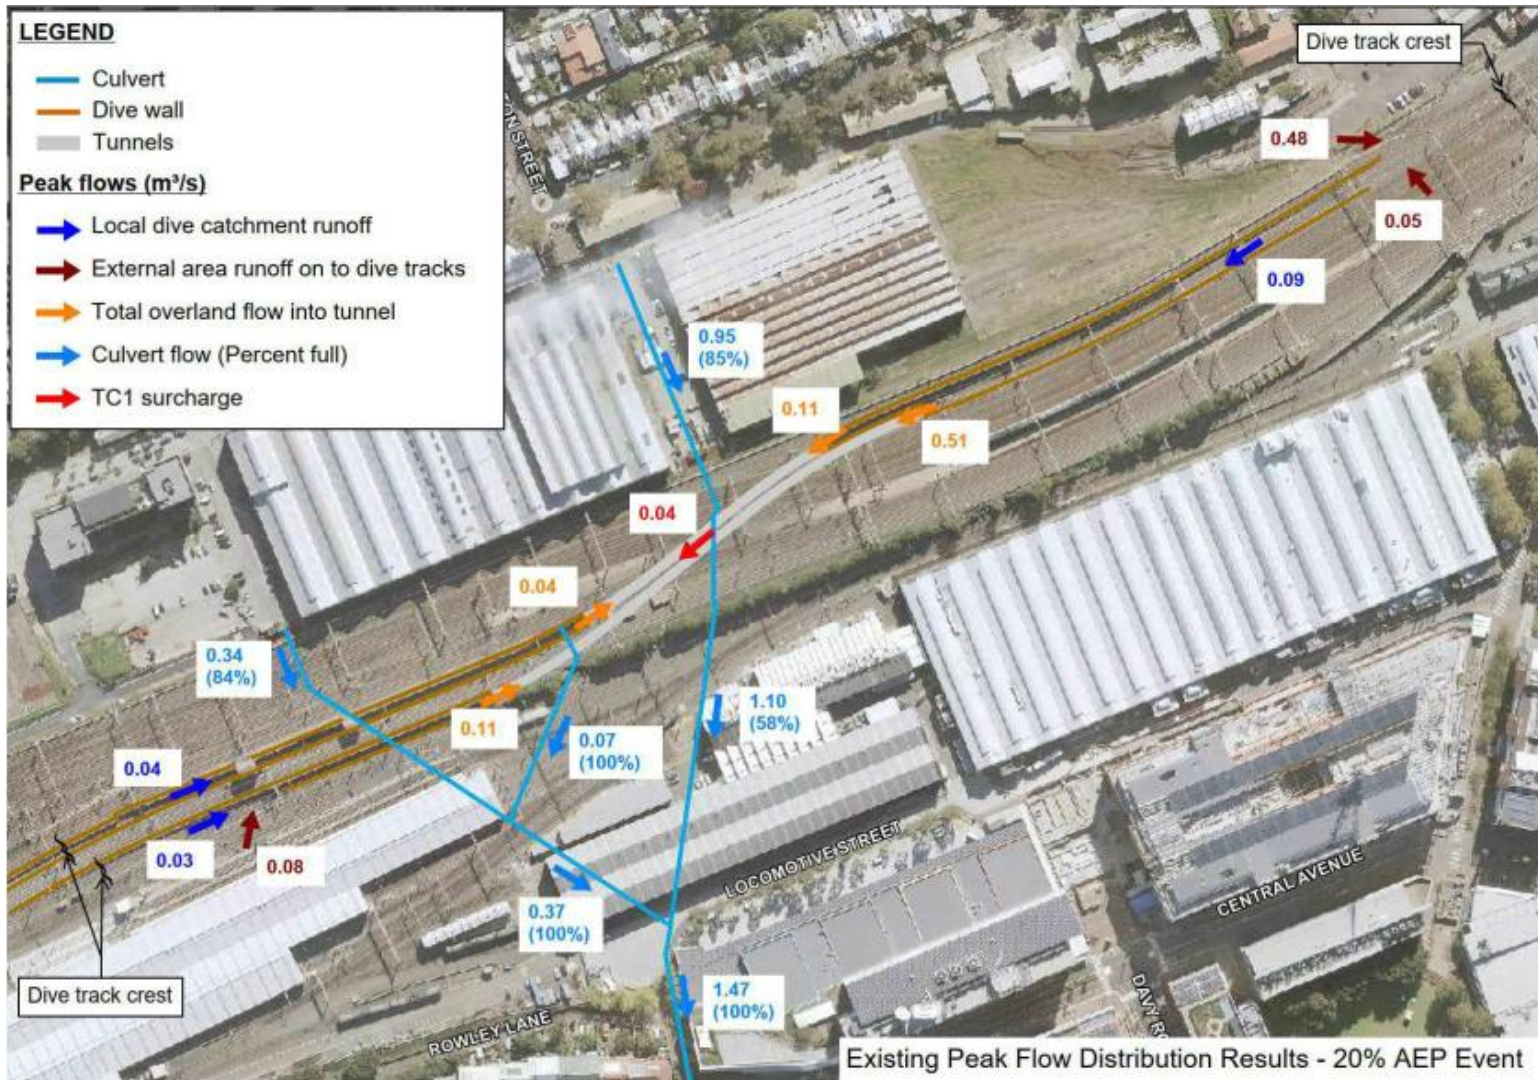 LEGEND
Culvert
Dive wall
Tunnels
Peak flows (m³/s)
Local dive catchment runoff
External area runoff on to dive tracks
Total overland flow into tunnel
Culvert flow (Percent full)
TC1 surcharge
Dive track crest
STREET
0.48
0.05
0.09
0.95
(85%)
0.11
0.51
0.04
0.04
0.34
(84%)
1.10
(58%)
0.11
0.07
(100%)
0.04
0.03
0.08
LOCOMOTIVE STREET
CENTRAL AVENUE
0.37
(100%)
Dive track crest
1.47
(100%)
ROWLEY LANE
DAVY
Existing Peak Flow Distribution Results - 20% AEP Event